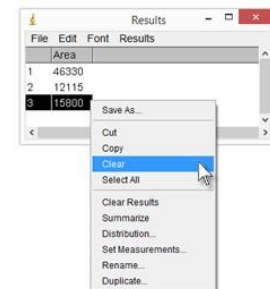 Results
File Edit Font Results
Area
1 46330
2 12115
3 15800
Save As...
Cut
Copy
Clear
Select All
Clear Results
Summarize
Distribution...
Set Measurements...
Rename...
Duplicate...